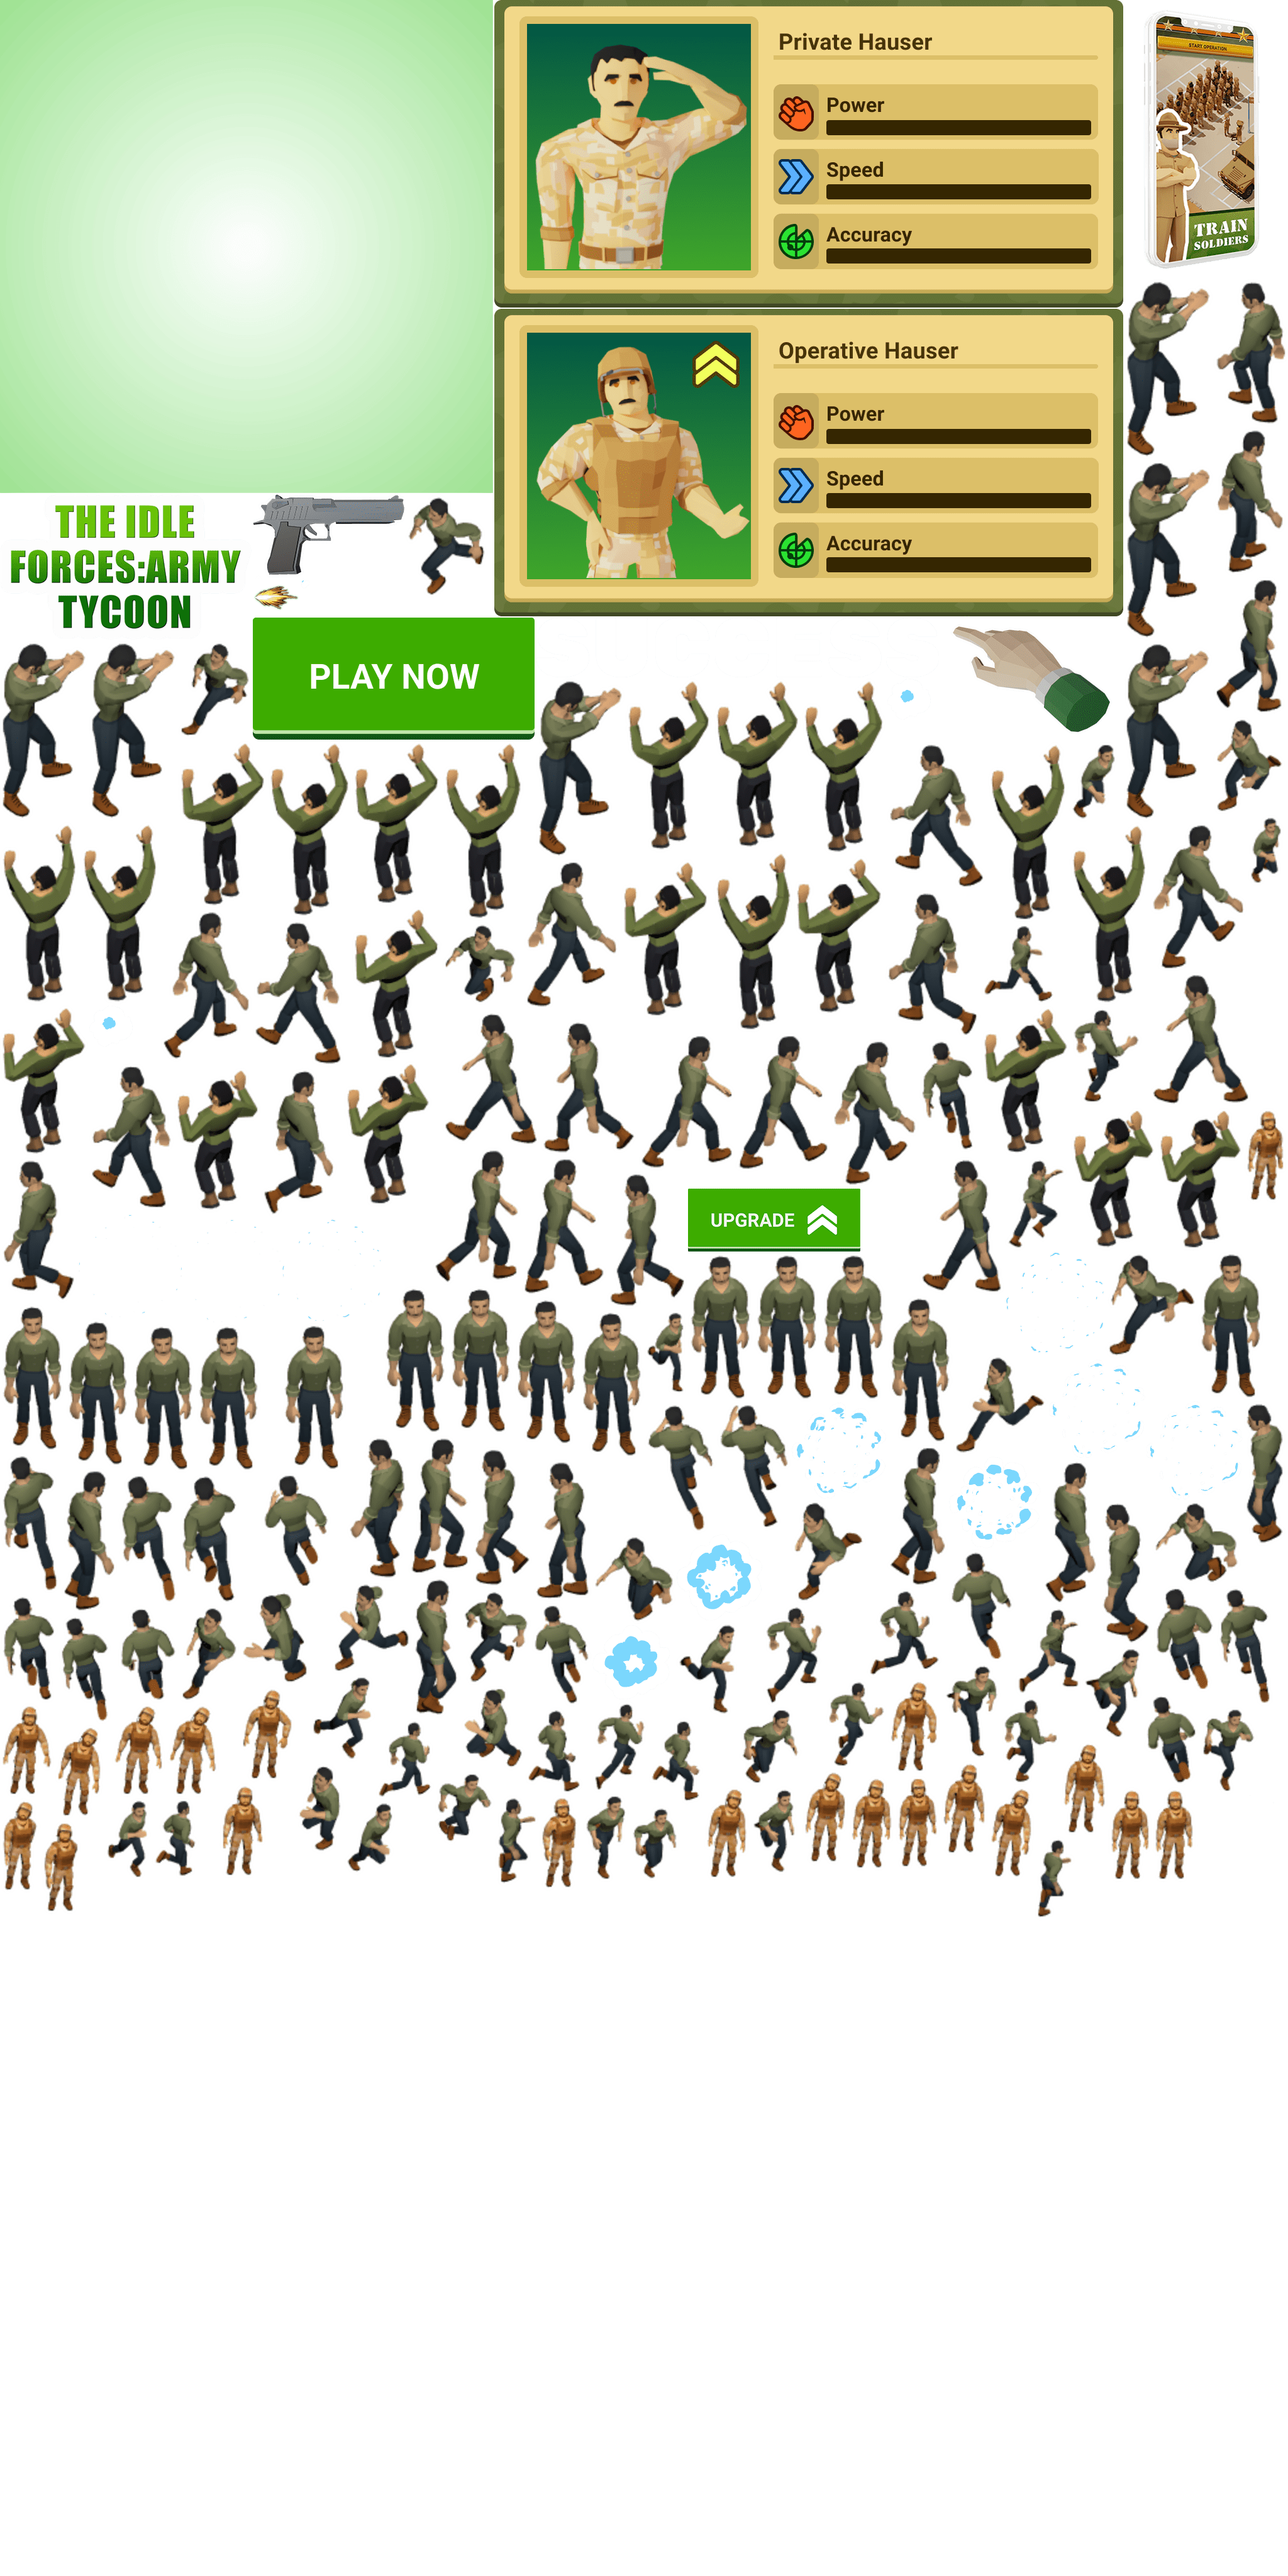 Private Hauser
Power
Speed
Accuracy
START OPERATION
TRAIN
SOLDIERS
Operative Hauser
Power
Speed
Accuracy
THE IDLE
FORCES:ARMY
TYCOON
PLAY NOW
UPGRADE